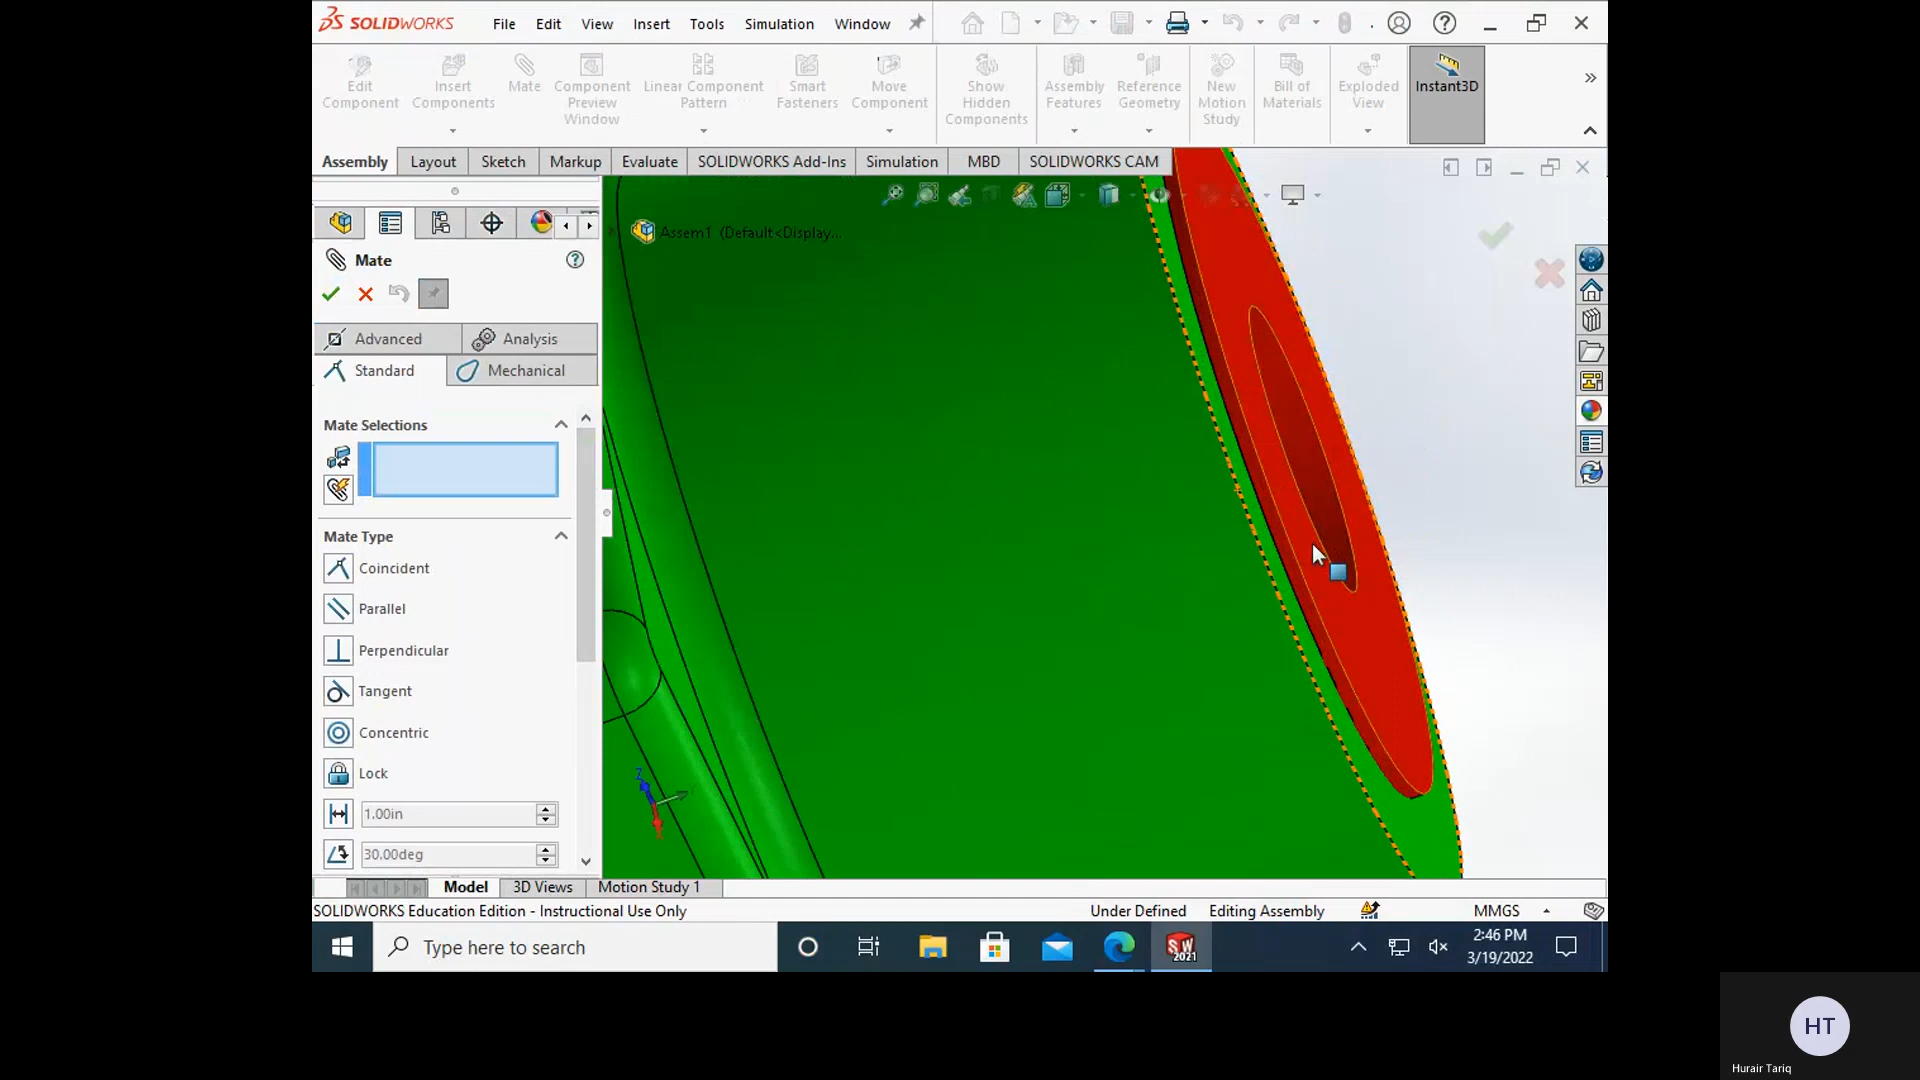 SOLIDWORKS File Edit View Insert Tools Simulation Window
Edit Component
Insert Components
Mate
Component Preview Window
Linear Component Pattern
Smart Fasteners
Move Component
Show Hidden Components
Assembly Features
Reference Geometry
New Motion Study
Bill of Materials
Exploded View
Instant3D
Assembly Layout Sketch Markup Evaluate SOLIDWORKS Add-Ins Simulation MBD SOLIDWORKS CAM
Assem1 (Default<Display...
Mate
Advanced Analysis
Standard Mechanical
Mate Selections
Mate Type
Coincident
Parallel
Perpendicular
Tangent
Concentric
Lock
1.00in
30.00deg
Z
Model 3D Views Motion Study 1
SOLIDWORKS Education Edition - Instructional Use Only Under Defined Editing Assembly MMGS
Type here to search
SW 2021
2:46 PM
3/19/2022
HT
Hurair Tariq